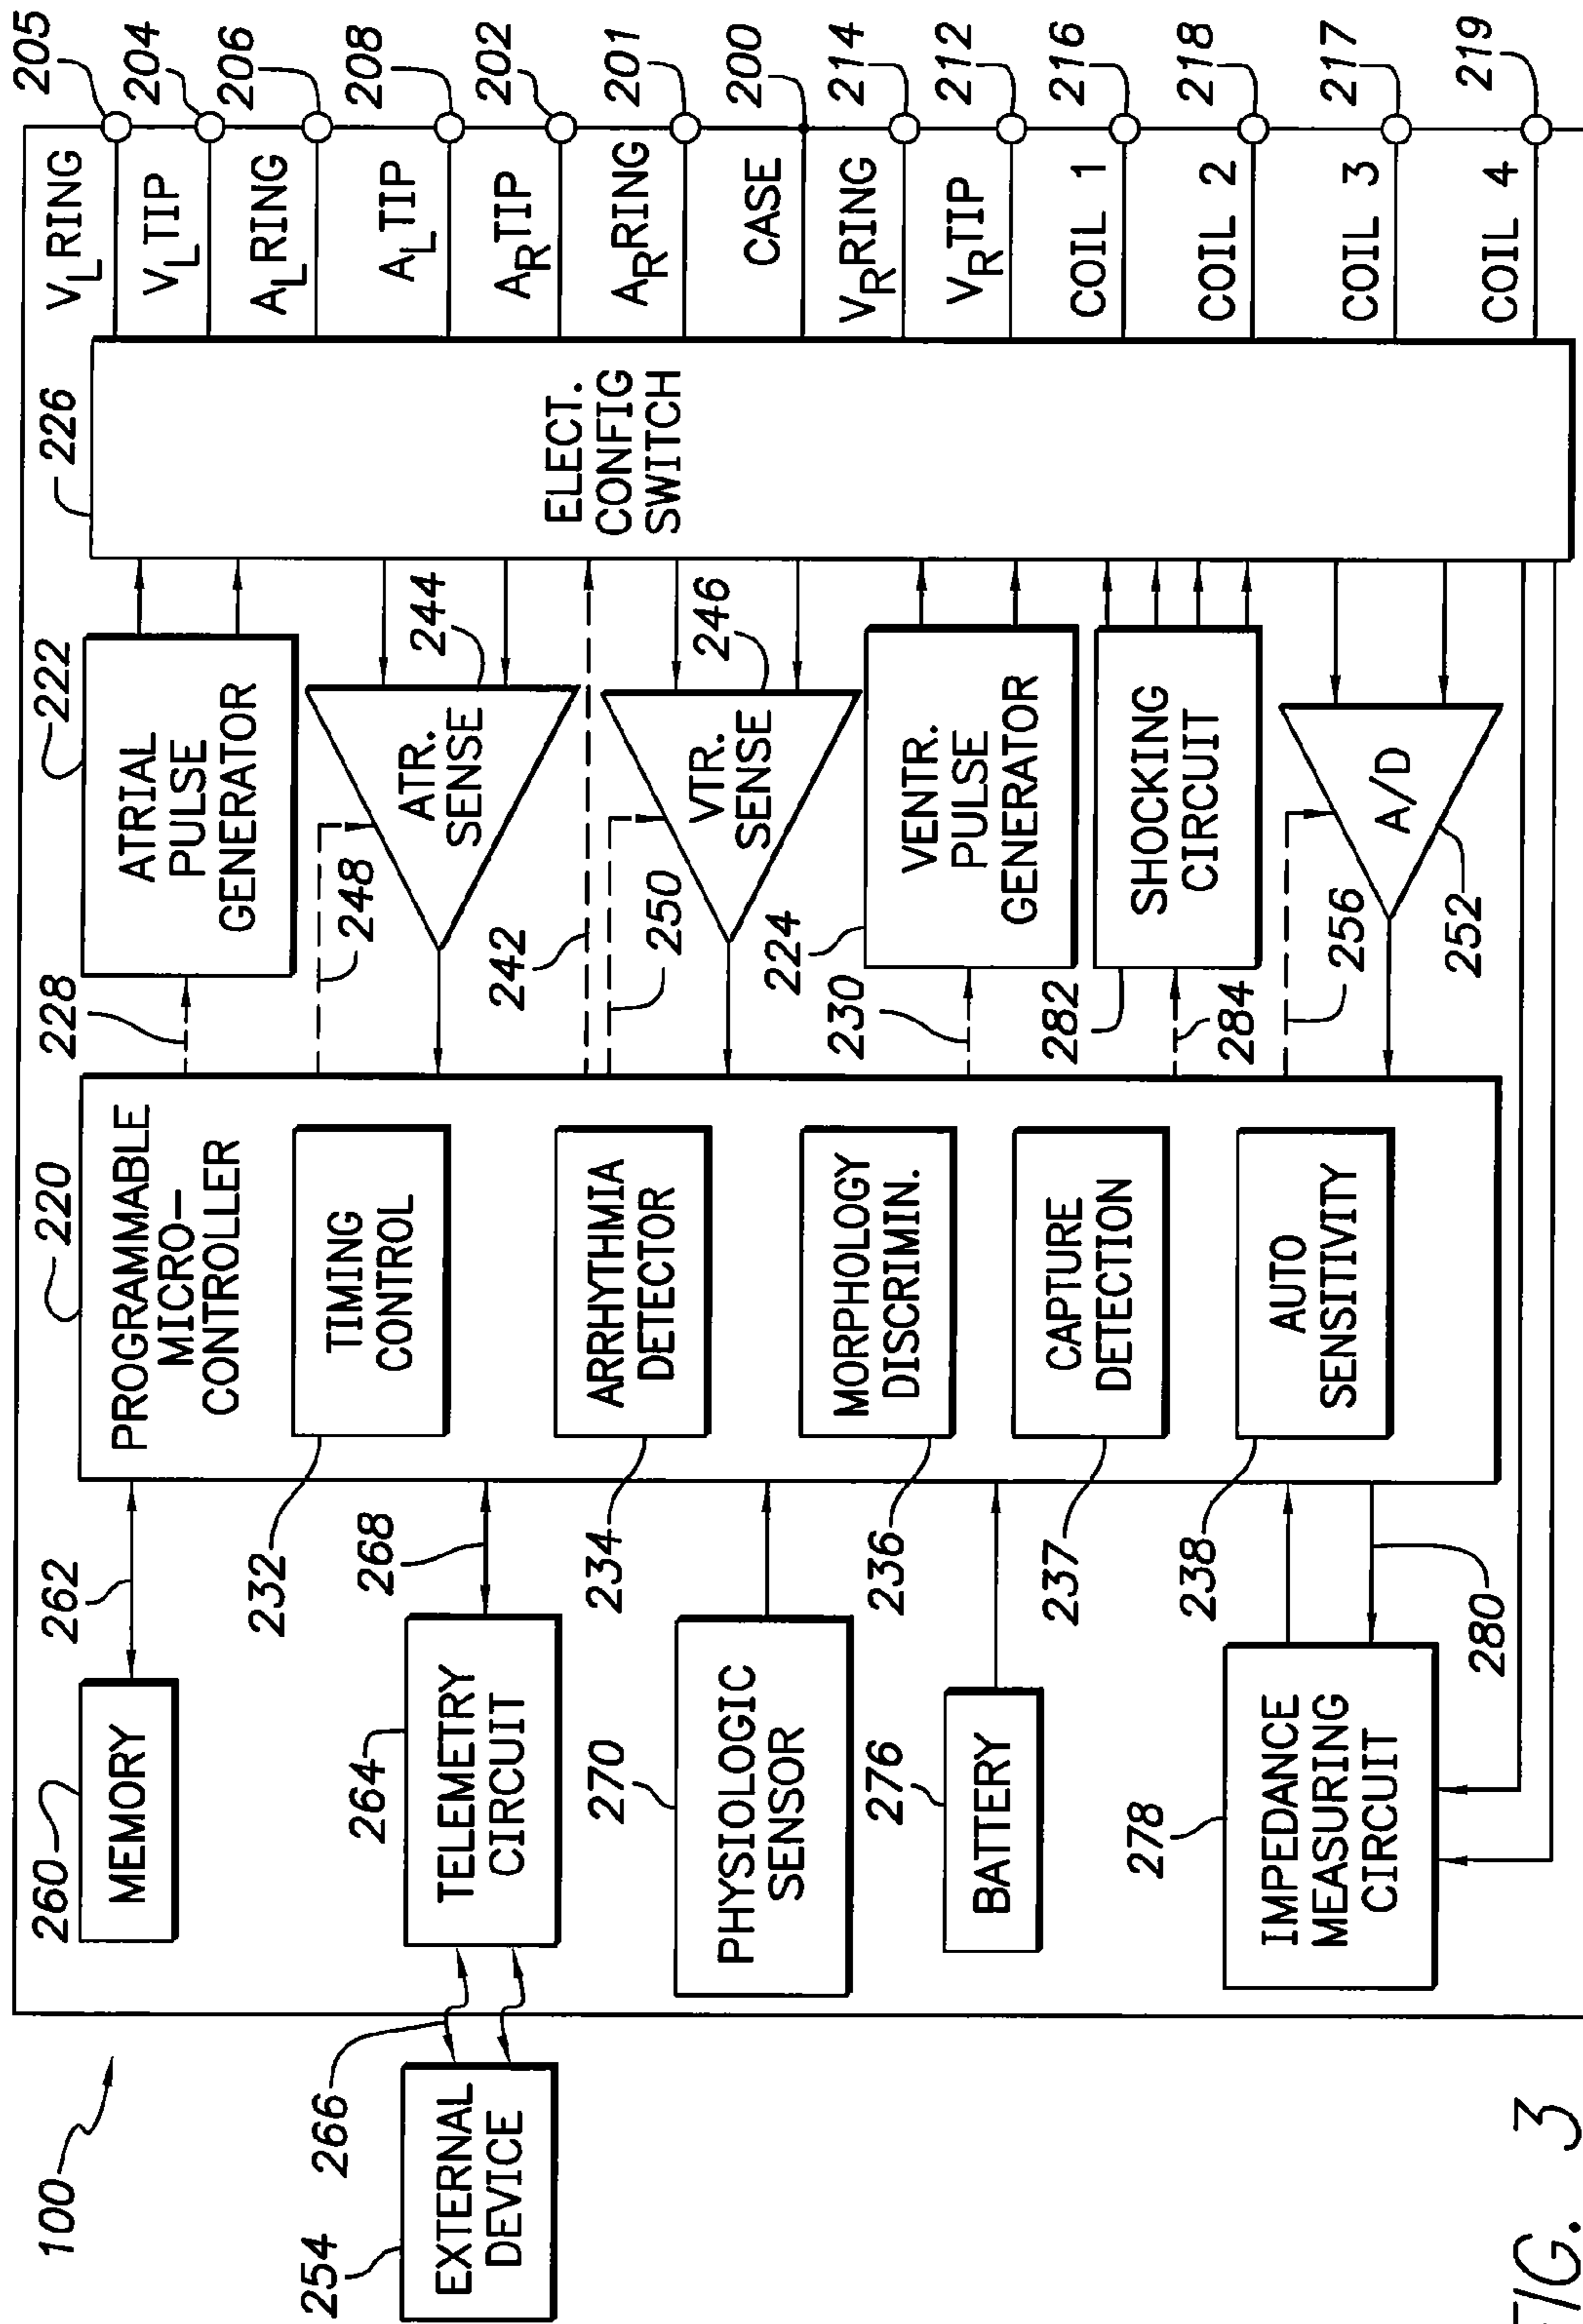 100
EXTERNAL
DEVICE
254
266
260
MEMORY
262
264
TELEMETRY
CIRCUIT
268
270
PHYSIOLOGIC
SENSOR
276
BATTERY
278
IMPEDANCE
MEASURING
CIRCUIT
280
220
PROGRAMMABLE
MICRO-
CONTROLLER
232
TIMING
CONTROL
234
ARRHYTHMIA
DETECTOR
236
MORPHOLOGY
DISCRIMIN.
237
CAPTURE
DETECTION
238
AUTO
SENSITIVITY
228
222
ATRIAL
PULSE
GENERATOR
248
244
ATR.
SENSE
242
250
246
VTR.
SENSE
224
230
VENTR.
PULSE
GENERATOR
282
284
SHOCKING
CIRCUIT
256
252
A/D
226
ELECT.
CONFIG
SWITCH
VLRING 205
VLTIP 204
ALRING 206
ALTIP 208
ARTIP 202
ARRING 201
CASE 200
VRRING 214
VRTIP 212
COIL 1 216
COIL 2 218
COIL 3 217
COIL 4 219
FIG. 3